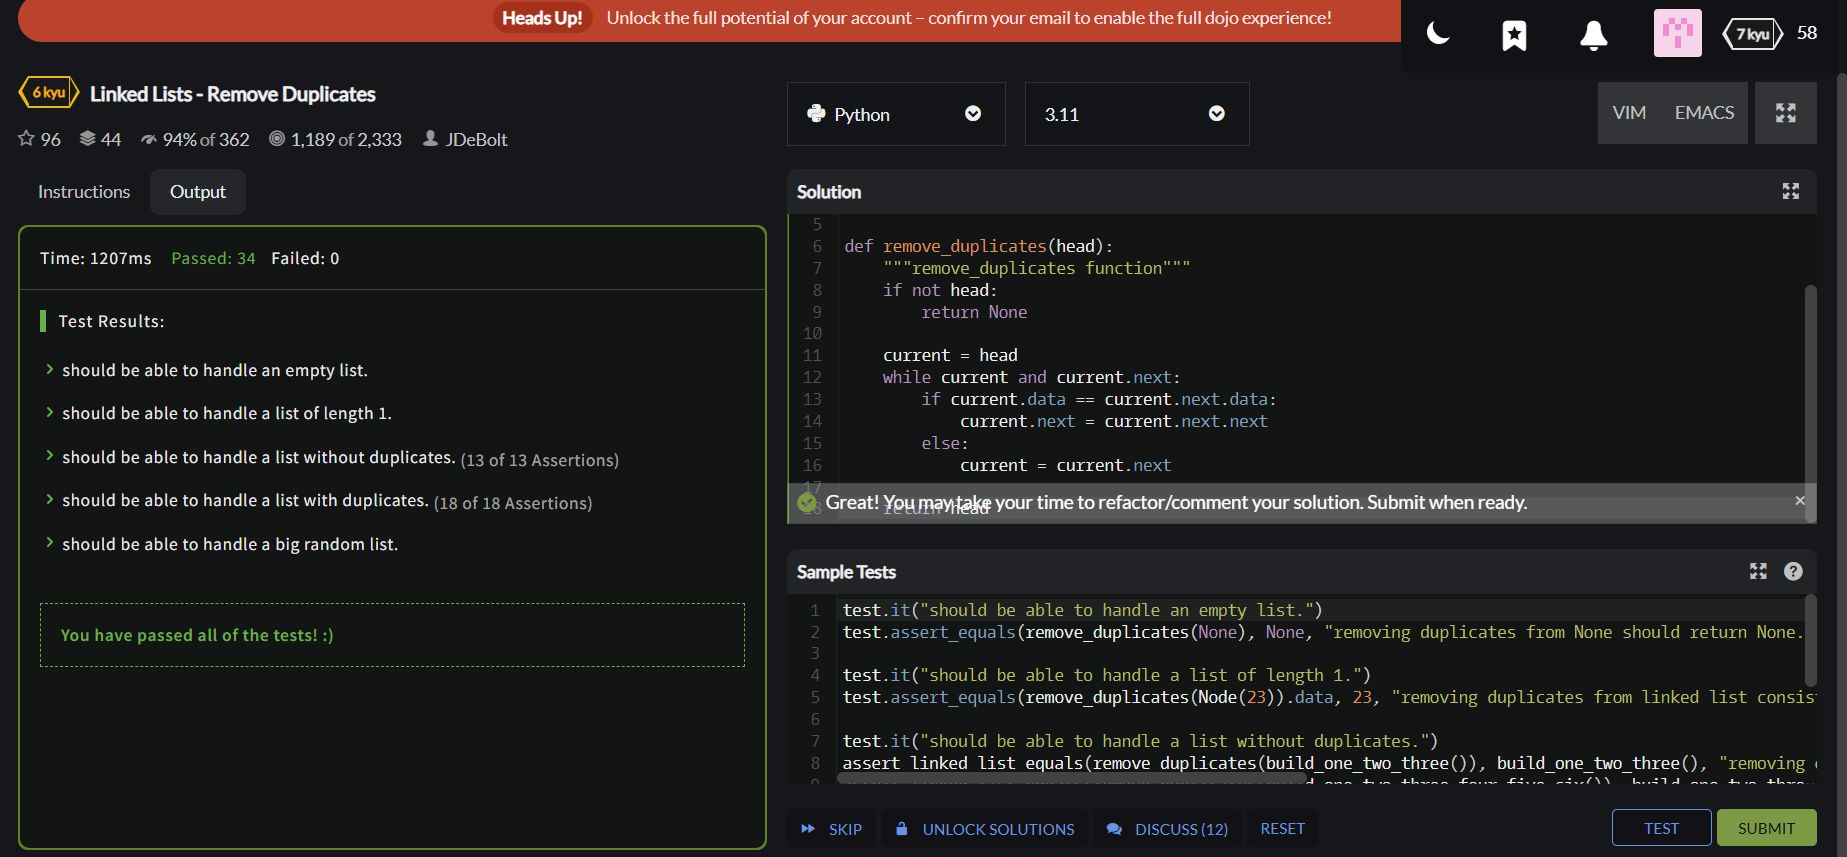 Heads Up! Unlock the full potential of your account – confirm your email to enable the full dojo experience!
7 kyu 58
6 kyu Linked Lists - Remove Duplicates
96 44 94% of 362 1,189 of 2,333 JDeBolt
Instructions Output
Time: 1207ms Passed: 34 Failed: 0
Test Results:
should be able to handle an empty list.
should be able to handle a list of length 1.
should be able to handle a list without duplicates. (13 of 13 Assertions)
should be able to handle a list with duplicates. (18 of 18 Assertions)
should be able to handle a big random list.
You have passed all of the tests! :)
Python 3.11 VIM EMACS
Solution
5
6 def remove_duplicates(head):
7     """remove_duplicates function"""
8     if not head:
9         return None
10
11     current = head
12     while current and current.next:
13         if current.data == current.next.data:
14             current.next = current.next.next
15         else:
16             current = current.next
17
18     return head
Great! You may take your time to refactor/comment your solution. Submit when ready. ×
Sample Tests
1 test.it("should be able to handle an empty list.")
2 test.assert_equals(remove_duplicates(None), None, "removing duplicates from None should return None.
3
4 test.it("should be able to handle a list of length 1.")
5 test.assert_equals(remove_duplicates(Node(23)).data, 23, "removing duplicates from linked list consis
6
7 test.it("should be able to handle a list without duplicates.")
8 assert_linked_list_equals(remove_duplicates(build_one_two_three()), build_one_two_three(), "removing
SKIP UNLOCK SOLUTIONS DISCUSS (12) RESET TEST SUBMIT